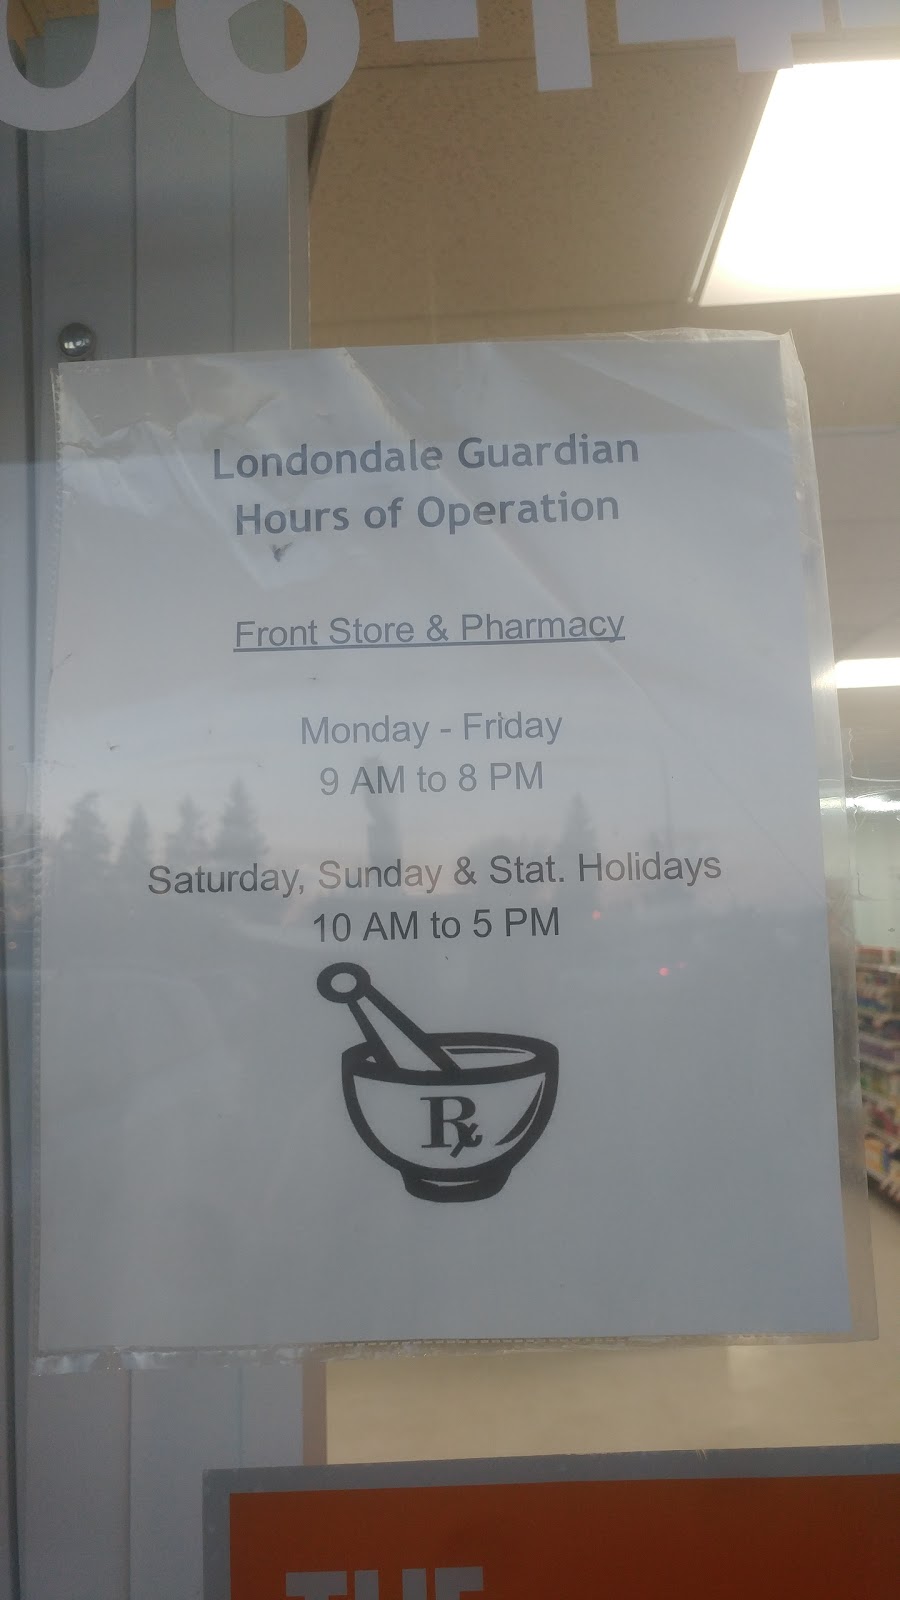 Londondale Guardian
Hours of Operation
Front Store & Pharmacy
Monday - Friday
9 AM to 8 PM
Saturday, Sunday & Stat. Holidays
10 AM to 5 PM
Rx
THE